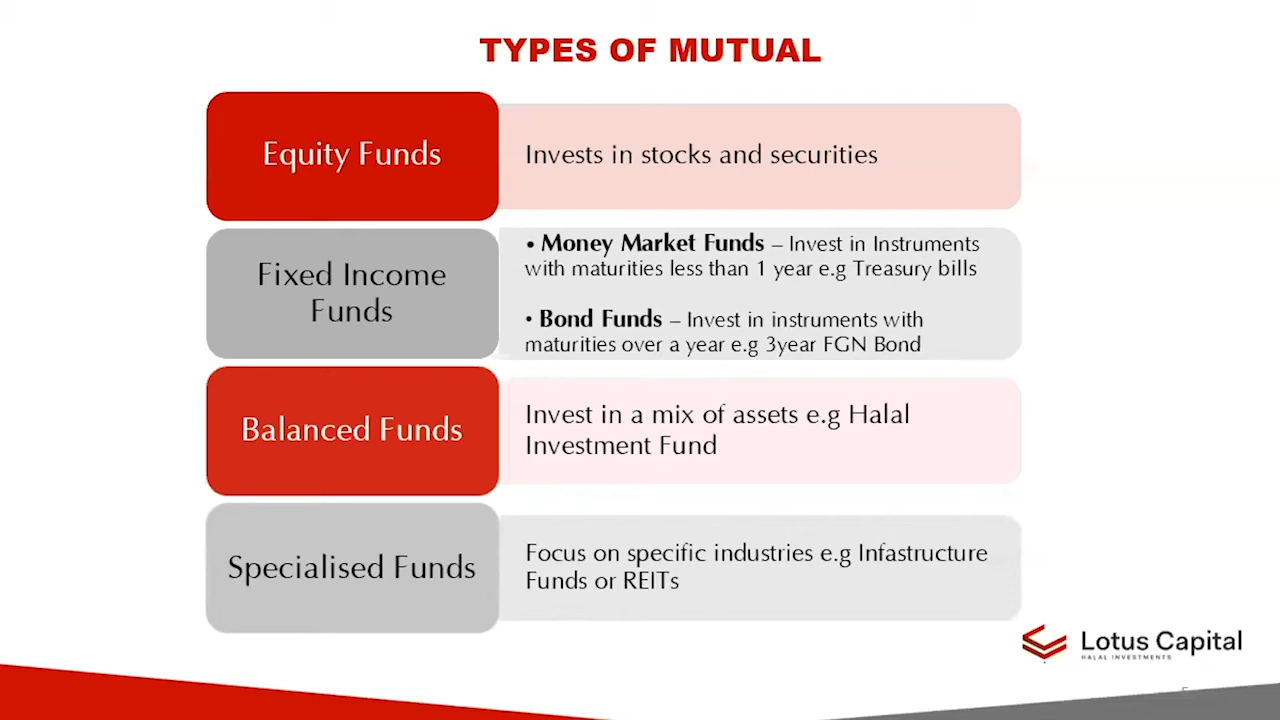 TYPES OF MUTUAL
Equity Funds
Invests in stocks and securities
Fixed Income
Funds
• Money Market Funds – Invest in Instruments
with maturities less than 1 year e.g Treasury bills
• Bond Funds – Invest in instruments with
maturities over a year e.g 3year FGN Bond
Balanced Funds
Invest in a mix of assets e.g Halal
Investment Fund
Specialised Funds
Focus on specific industries e.g Infastructure
Funds or REITs
Lotus Capital
HALAL INVESTMENTS